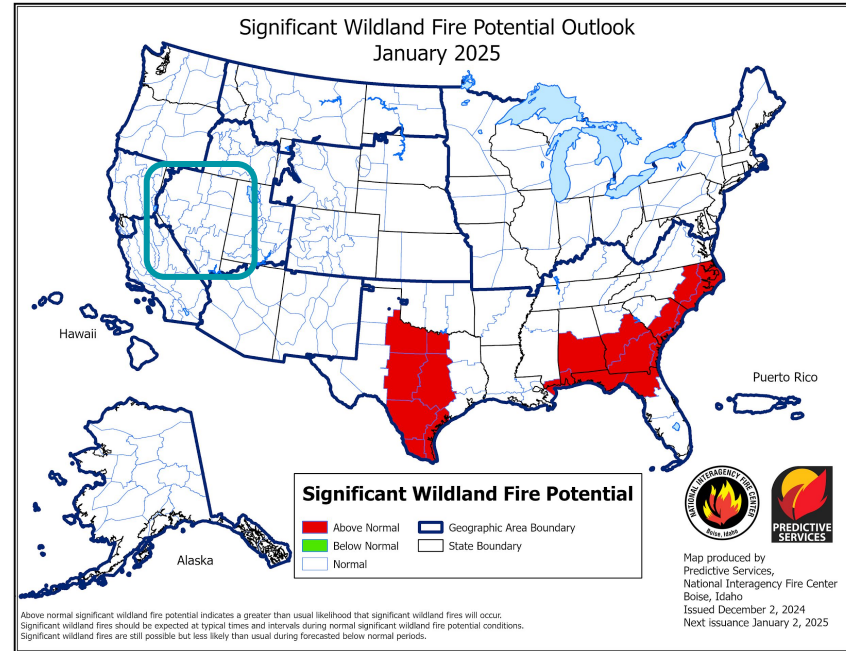 Significant Wildland Fire Potential Outlook
January 2025
Hawaii
Puerto Rico
Alaska
Significant Wildland Fire Potential
Above Normal
Below Normal
Normal
Geographic Area Boundary
State Boundary
NATIONAL INTERAGENCY FIRE CENTER
Boise, Idaho
PREDICTIVE
SERVICES
Map produced by
Predictive Services,
National Interagency Fire Center
Boise, Idaho
Issued December 2, 2024
Next issuance January 2, 2025
Above normal significant wildland fire potential indicates a greater than usual likelihood that significant wildland fires will occur.
Significant wildland fires should be expected at typical times and intervals during normal significant wildland fire potential conditions.
Significant wildland fires are still possible but less likely than usual during forecasted below normal periods.